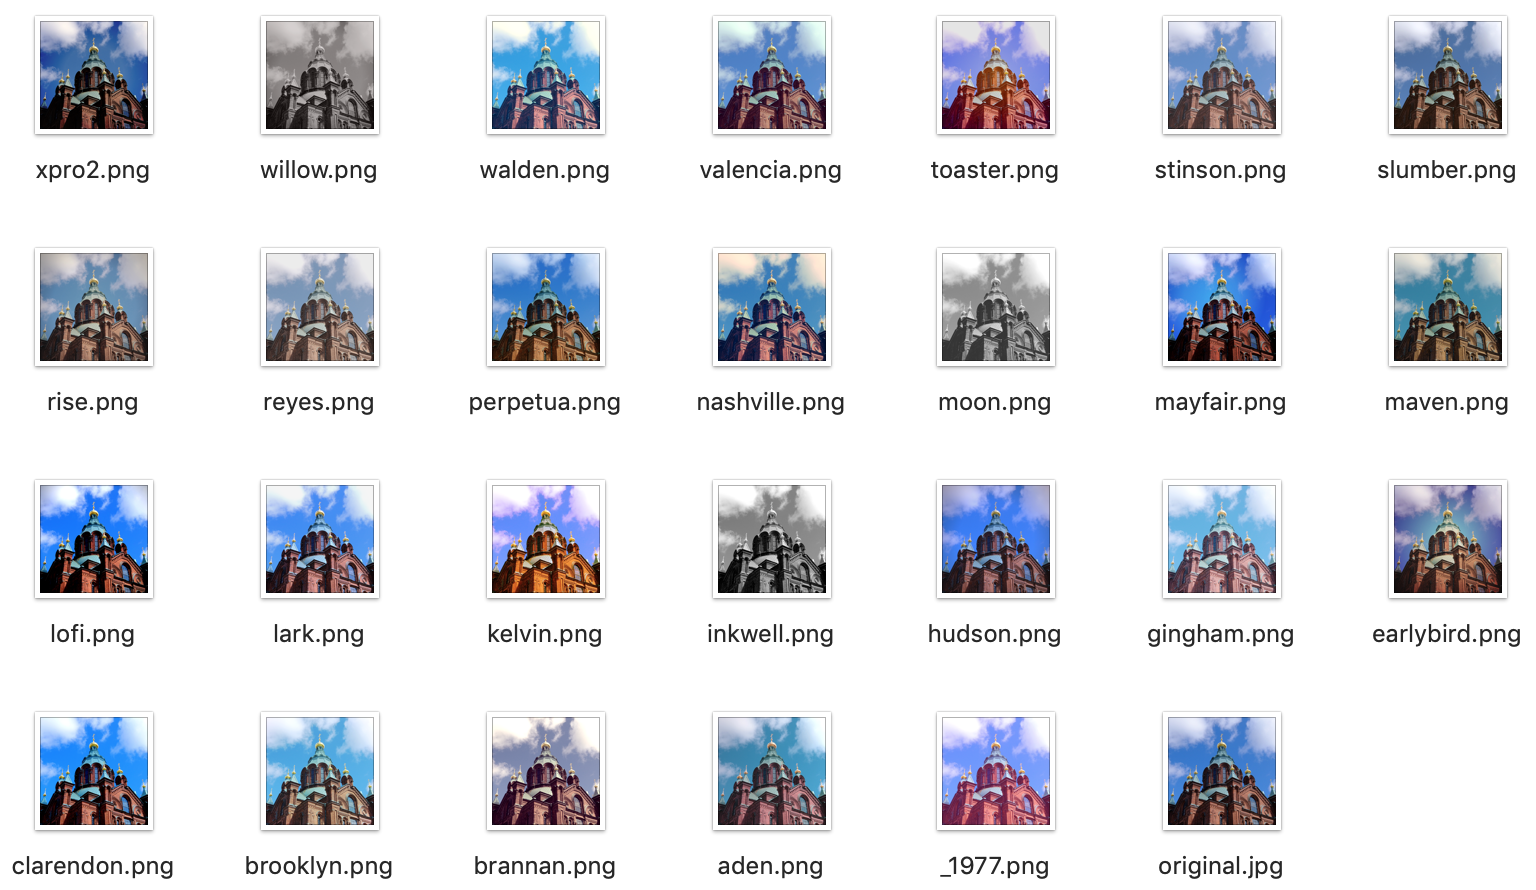 xpro2.png willow.png walden.png valencia.png toaster.png stinson.png slumber.png
rise.png reyes.png perpetua.png nashville.png moon.png mayfair.png maven.png
lofi.png lark.png kelvin.png inkwell.png hudson.png gingham.png earlybird.png
clarendon.png brooklyn.png brannan.png aden.png _1977.png original.jpg